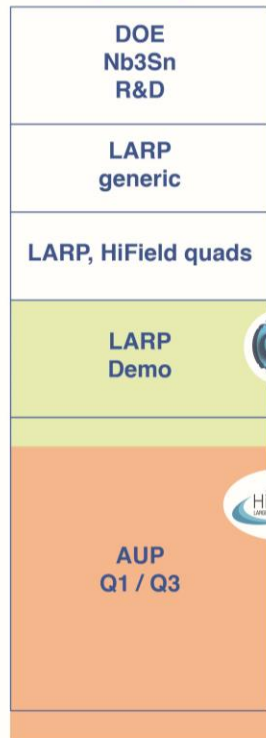 DOE
Nb3Sn
R&D
LARP
generic
LARP, HiField quads
LARP
Demo
AUP
Q1 / Q3